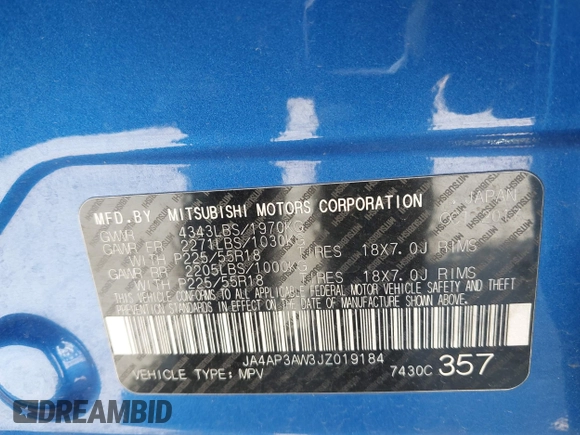 MFD.BY MITSUBISHI MOTORS CORPORATION JAPAN
GVWR 4343LBS/1970KG
GAWR FR 2271LBS/1030KG
WITH P225/55R18 TIRES 18X7.0J RIMS
GAWR RR 2205LBS/1000KG
WITH P225/55R18 TIRES 18X7.0J RIMS
THIS VEHICLE CONFORMS TO ALL APPLICABLE FEDERAL MOTOR VEHICLE SAFETY AND
THEFT PREVENTION STANDARDS IN EFFECT ON THE DATE OF MANUFACTURE SHOWN ABOVE.
JA4AP3AW3JZ019184
VEHICLE TYPE: MPV 7430C 357
DREAMBID